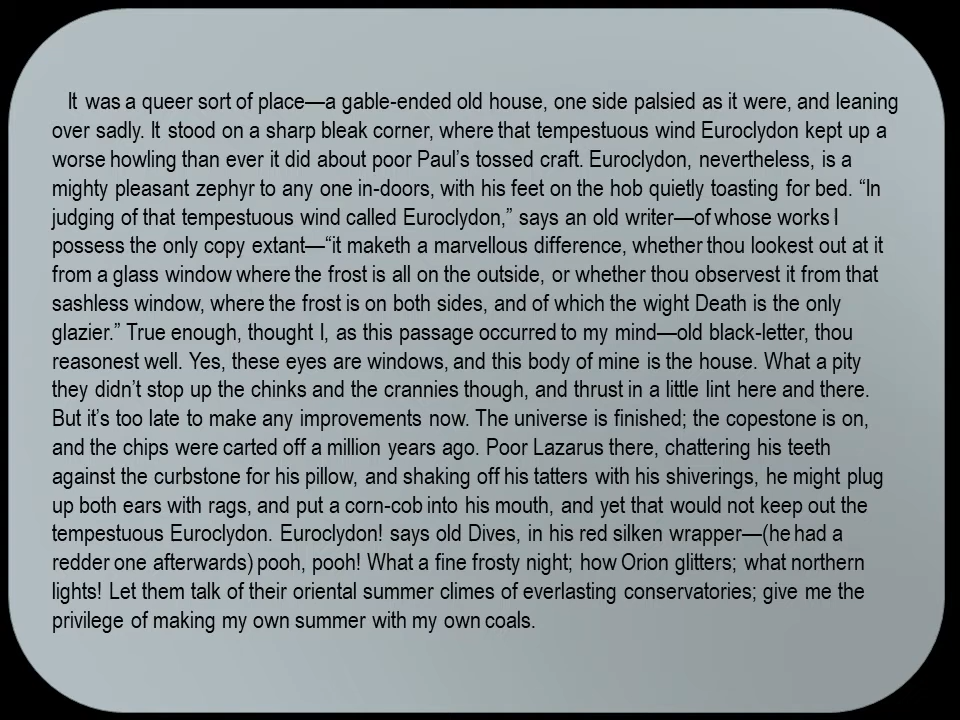 It was a queer sort of place—a gable-ended old house, one side palsied as it were, and leaning
over sadly. It stood on a sharp bleak corner, where that tempestuous wind Euroclydon kept up a
worse howling than ever it did about poor Paul’s tossed craft. Euroclydon, nevertheless, is a
mighty pleasant zephyr to any one in-doors, with his feet on the hob quietly toasting for bed. “In
judging of that tempestuous wind called Euroclydon,” says an old writer—of whose works I
possess the only copy extant—“it maketh a marvellous difference, whether thou lookest out at it
from a glass window where the frost is all on the outside, or whether thou observest it from that
sashless window, where the frost is on both sides, and of which the wight Death is the only
glazier.” True enough, thought I, as this passage occurred to my mind—old black-letter, thou
reasonest well. Yes, these eyes are windows, and this body of mine is the house. What a pity
they didn’t stop up the chinks and the crannies though, and thrust in a little lint here and there.
But it’s too late to make any improvements now. The universe is finished; the copestone is on,
and the chips were carted off a million years ago. Poor Lazarus there, chattering his teeth
against the curbstone for his pillow, and shaking off his tatters with his shiverings, he might plug
up both ears with rags, and put a corn-cob into his mouth, and yet that would not keep out the
tempestuous Euroclydon. Euroclydon! says old Dives, in his red silken wrapper—(he had a
redder one afterwards) pooh, pooh! What a fine frosty night; how Orion glitters; what northern
lights! Let them talk of their oriental summer climes of everlasting conservatories; give me the
privilege of making my own summer with my own coals.